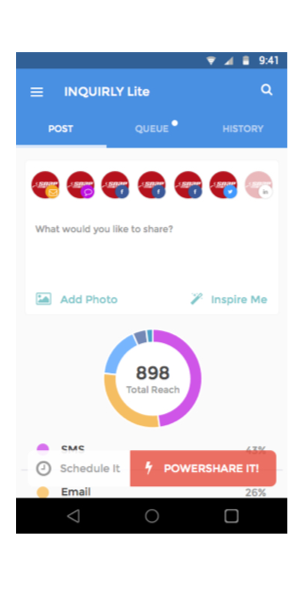 9:41
INQUIRLY Lite
POST QUEUE HISTORY
What would you like to share?
Add Photo Inspire Me
898
Total Reach
SMS 43%
Schedule It POWERSHARE IT!
Email 26%